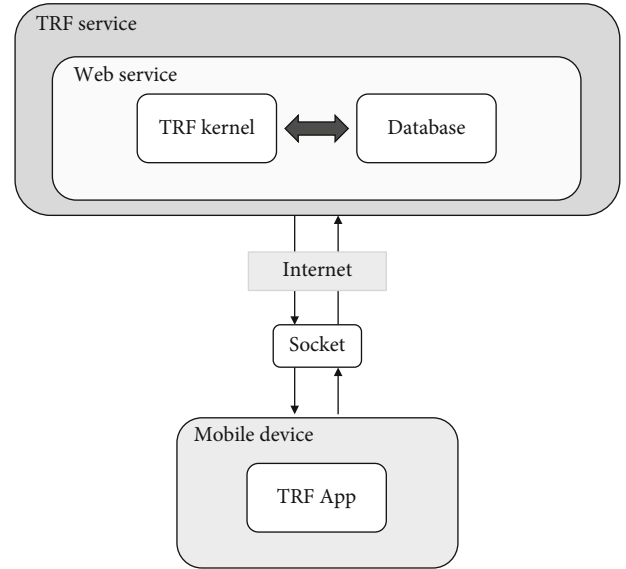 TRF service
Web service
TRF kernel
Database
Internet
Socket
Mobile device
TRF App